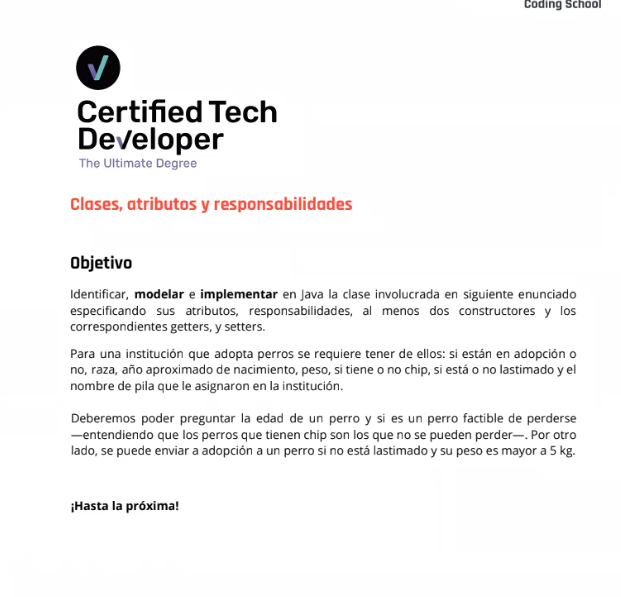 Coding School
Certified Tech
Developer
The Ultimate Degree
Clases, atributos y responsabilidades
Objetivo
Identificar, modelar e implementar en Java la clase involucrada en siguiente enunciado
especificando sus atributos, responsabilidades, al menos dos constructores y los
correspondientes getters, y setters.
Para una institución que adopta perros se requiere tener de ellos: si están en adopción o
no, raza, año aproximado de nacimiento, peso, si tiene o no chip, si está o no lastimado y el
nombre de pila que le asignaron en la institución.
Deberemos poder preguntar la edad de un perro y si es un perro factible de perderse
—entendiendo que los perros que tienen chip son los que no se pueden perder—. Por otro
lado, se puede enviar a adopción a un perro si no está lastimado y su peso es mayor a 5 kg.
¡Hasta la próxima!